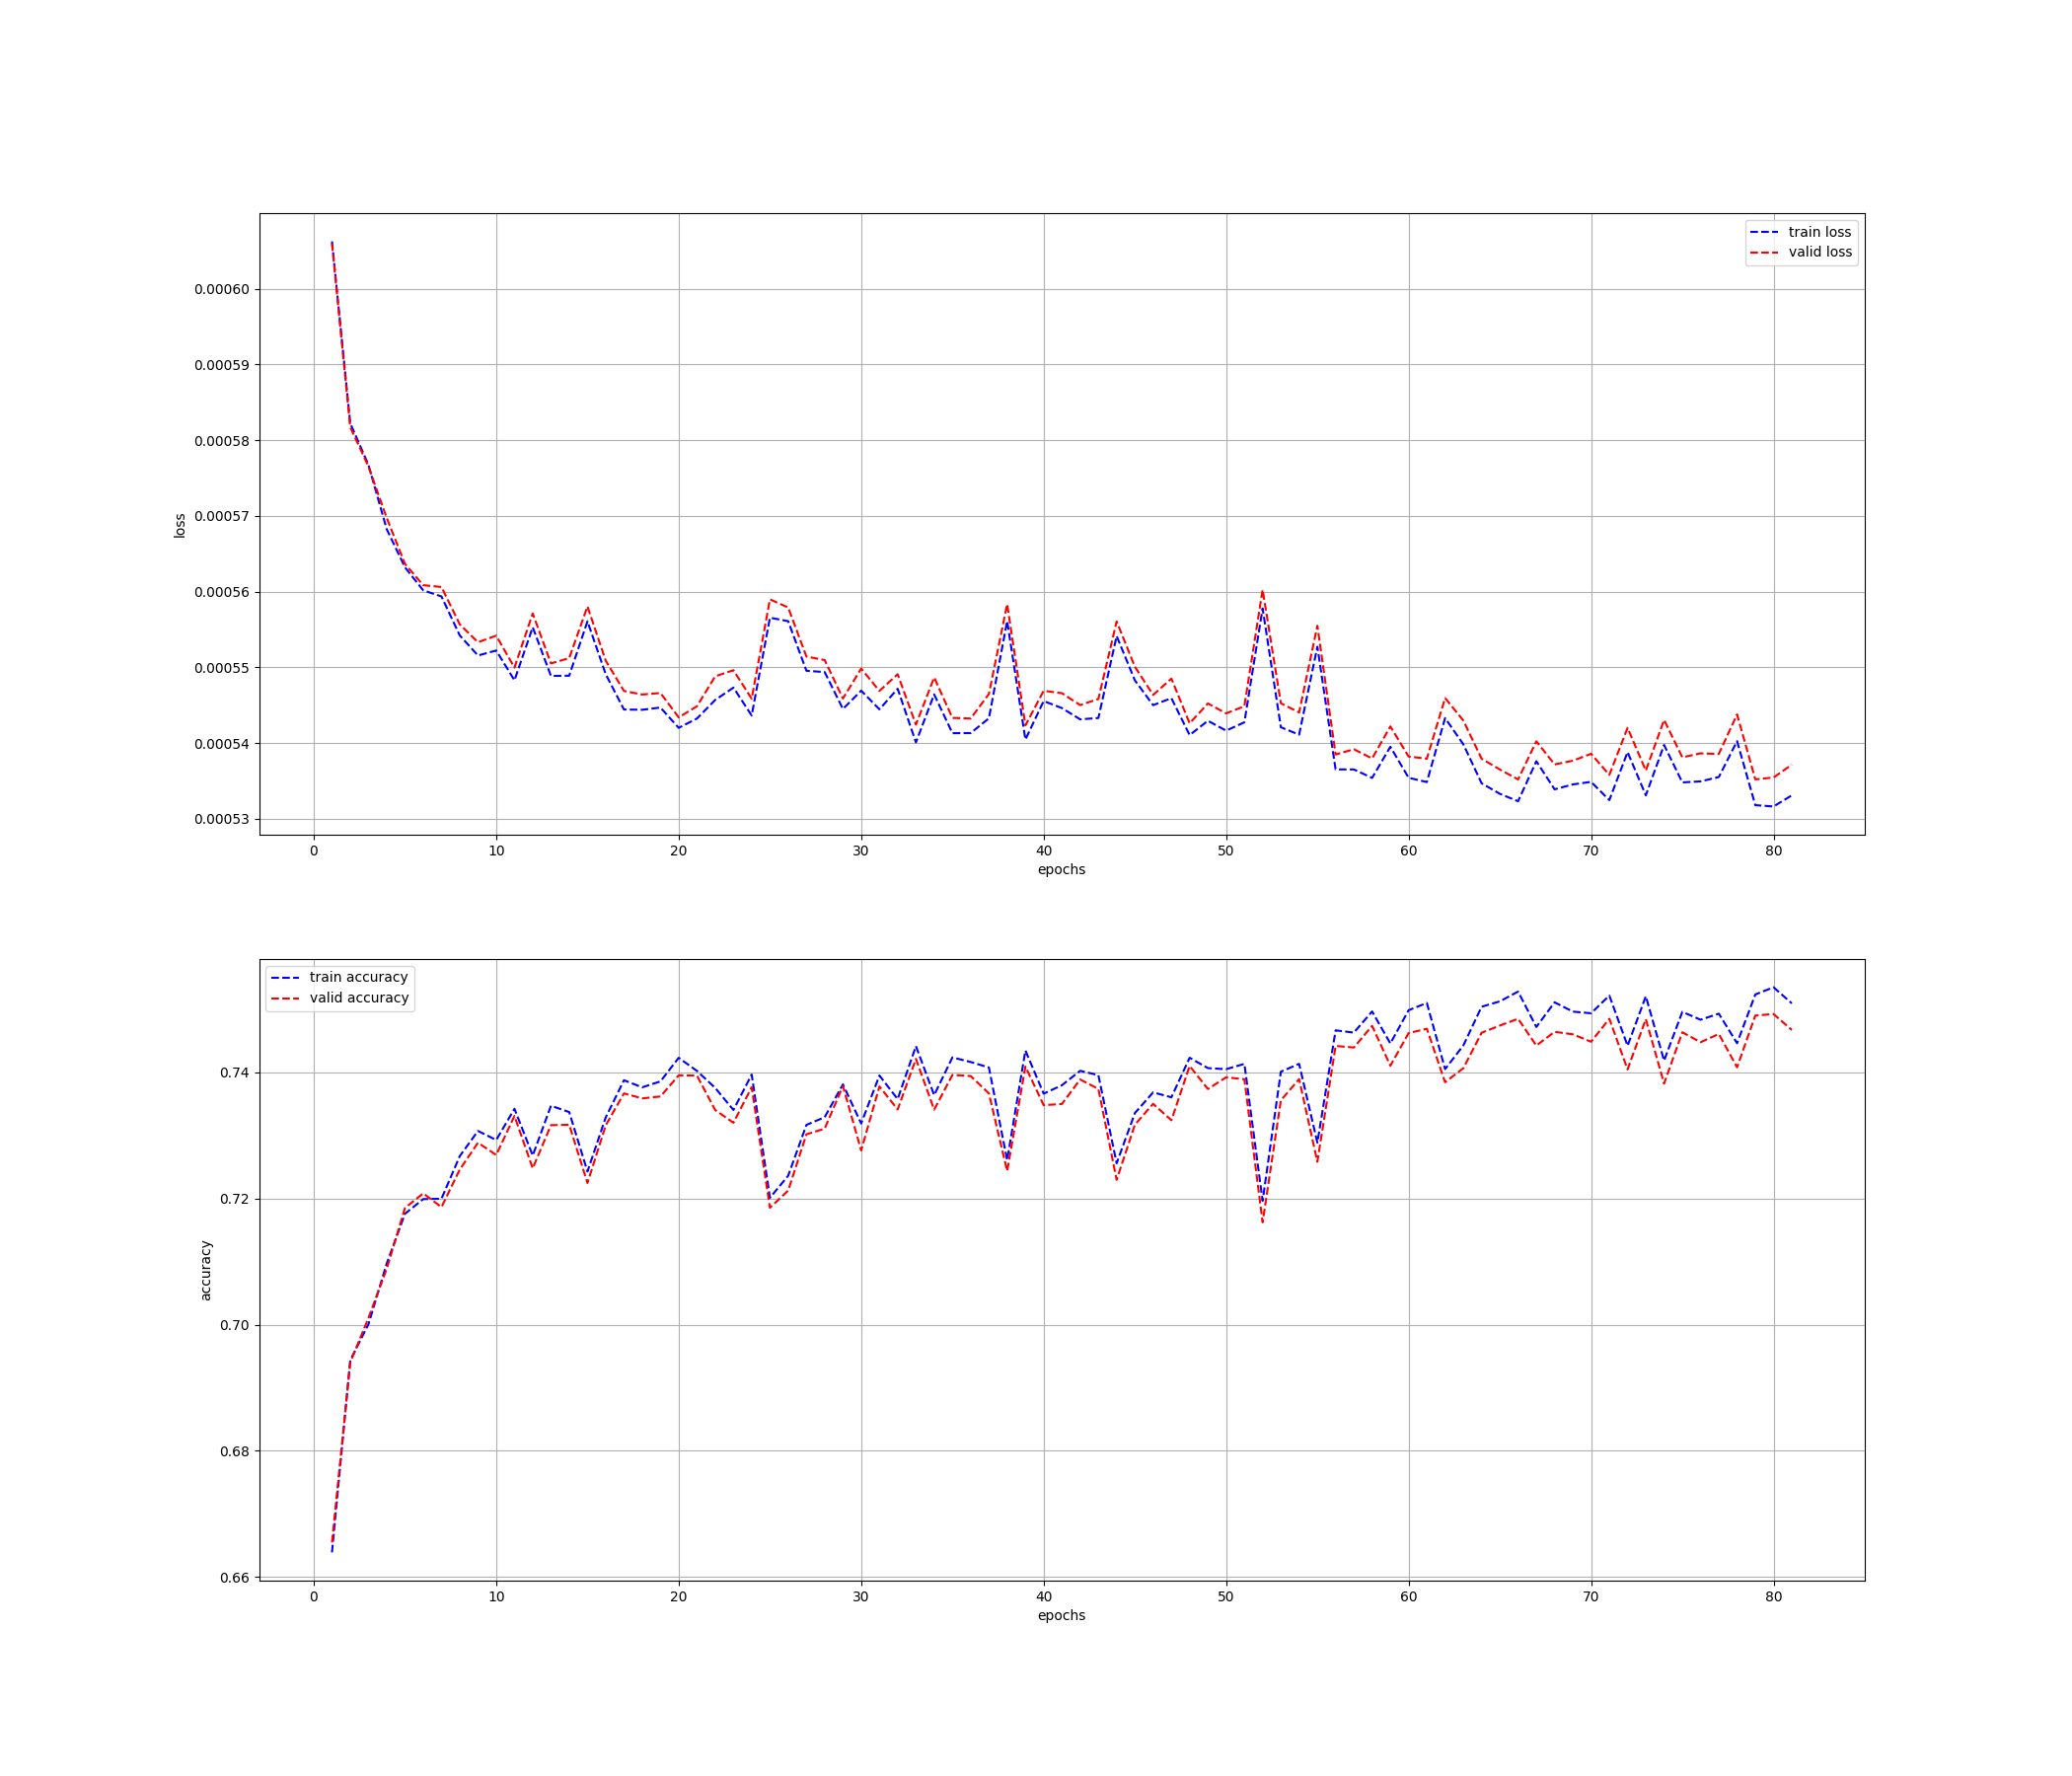 train loss
valid loss
0.00060
0.00059
0.00058
0.00057
0.00056
0.00055
0.00054
0.00053
loss
0 10 20 30 40 50 60 70 80
epochs
train accuracy
valid accuracy
0.74
0.72
0.70
0.68
0.66
accuracy
0 10 20 30 40 50 60 70 80
epochs